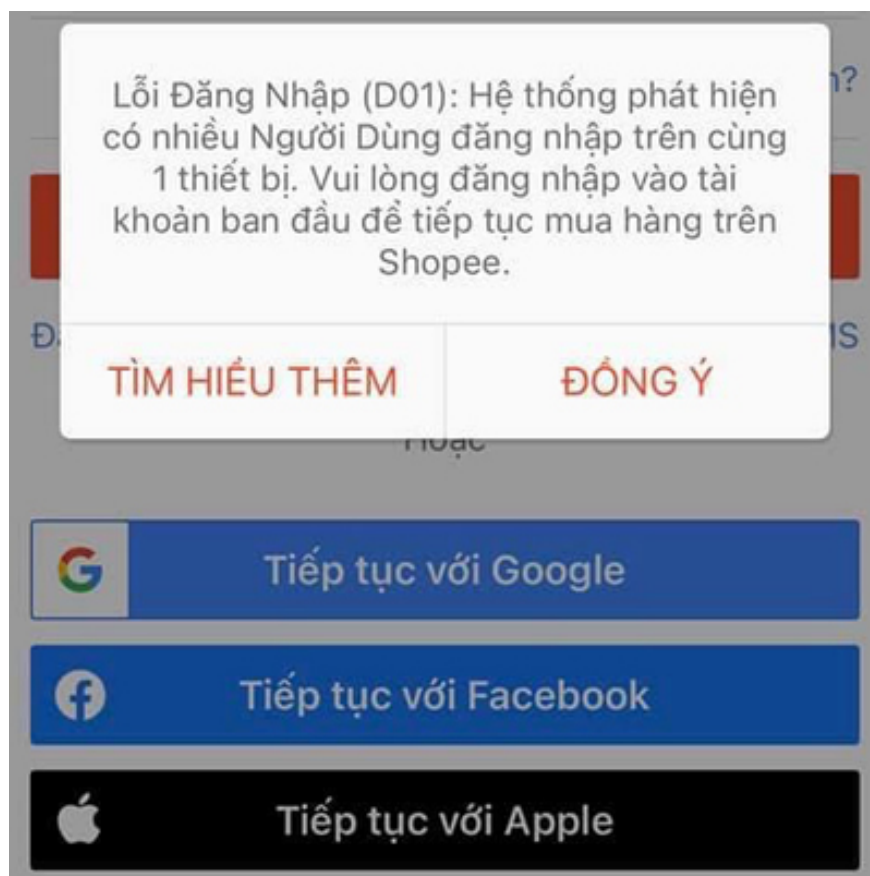 Lỗi Đăng Nhập (D01): Hệ thống phát hiện
có nhiều Người Dùng đăng nhập trên cùng
1 thiết bị. Vui lòng đăng nhập vào tài
khoản ban đầu để tiếp tục mua hàng trên
Shopee.
TÌM HIỂU THÊM
ĐỒNG Ý
Hoặc
Tiếp tục với Google
Tiếp tục với Facebook
Tiếp tục với Apple